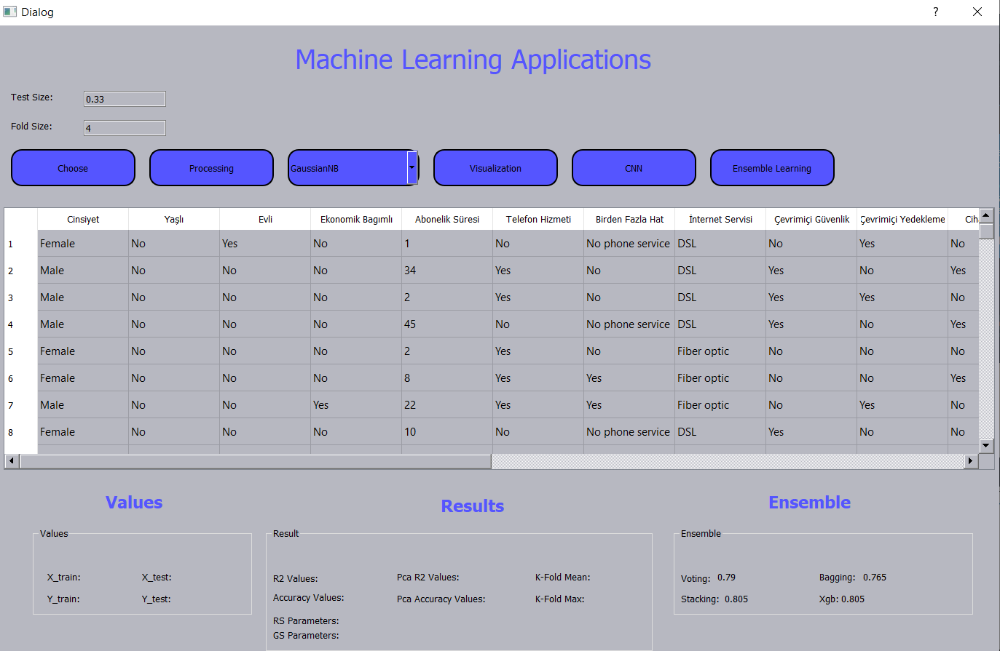 Dialog ?
Machine Learning Applications
Test Size: 0.33
Fold Size: 4
Choose Processing GaussianNB Visualization CNN Ensemble Learning
Cinsiyet Yaşlı Evli Ekonomik Bagımlı Abonelik Süresi Telefon Hizmeti Birden Fazla Hat İnternet Servisi Çevrimiçi Güvenlik Çevrimiçi Yedekleme Cih
1 Female No Yes No 1 No No phone service DSL No Yes No
2 Male No No No 34 Yes No DSL Yes No Yes
3 Male No No No 2 Yes No DSL Yes Yes No
4 Male No No No 45 No No phone service DSL Yes No Yes
5 Female No No No 2 Yes No Fiber optic No No No
6 Female No No No 8 Yes Yes Fiber optic No No Yes
7 Male No No Yes 22 Yes Yes Fiber optic No Yes No
8 Female No No No 10 No No phone service DSL Yes No No
Values Results Ensemble
Values Result Ensemble
X_train: X_test: R2 Values: Pca R2 Values: K-Fold Mean: Voting: 0.79 Bagging: 0.765
Y_train: Y_test: Accuracy Values: Pca Accuracy Values: K-Fold Max: Stacking: 0.805 Xgb: 0.805
RS Parameters:
GS Parameters: